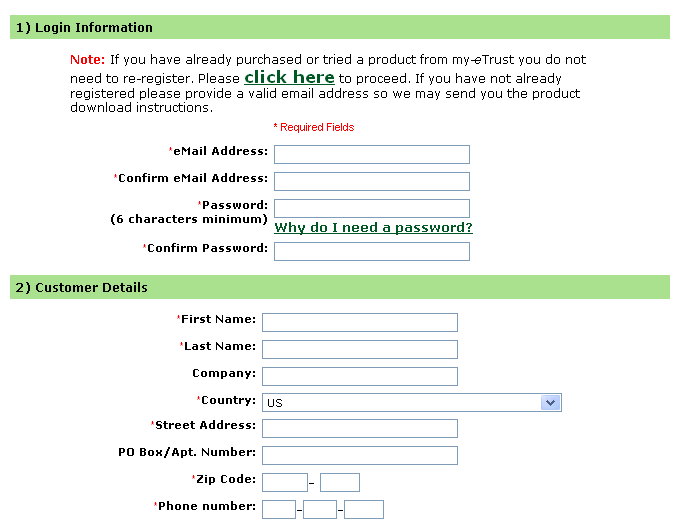 1) Login Information
Note: If you have already purchased or tried a product from my-eTrust you do not
need to re-register. Please click here to proceed. If you have not already
registered please provide a valid email address so we may send you the product
download instructions.
* Required Fields
*eMail Address:
*Confirm eMail Address:
*Password:
(6 characters minimum)
Why do I need a password?
*Confirm Password:
2) Customer Details
*First Name:
*Last Name:
Company:
*Country: US
*Street Address:
PO Box/Apt. Number:
*Zip Code: -
*Phone number: - -